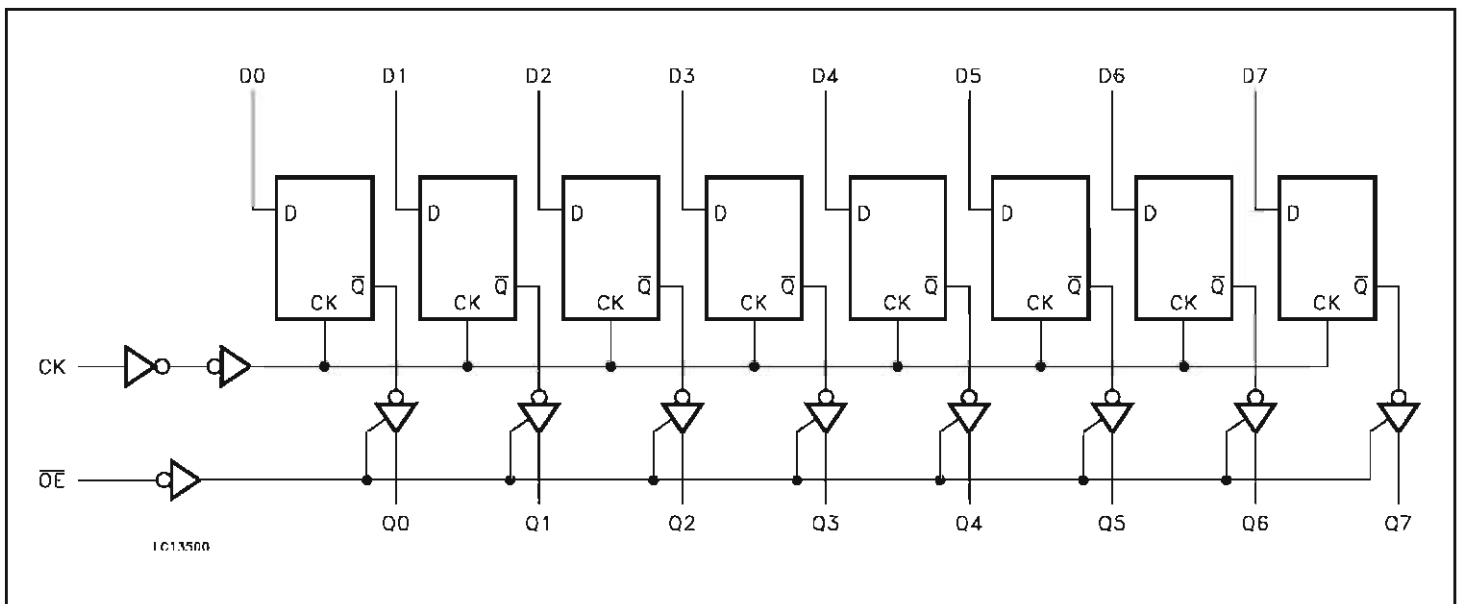 D0 D1 D2 D3 D4 D5 D6 D7
D D D D D D D D
Q̅ Q̅ Q̅ Q̅ Q̅ Q̅ Q̅ Q̅
CK CK CK CK CK CK CK CK
CK
O̅E̅
Q0 Q1 Q2 Q3 Q4 Q5 Q6 Q7
LC13500